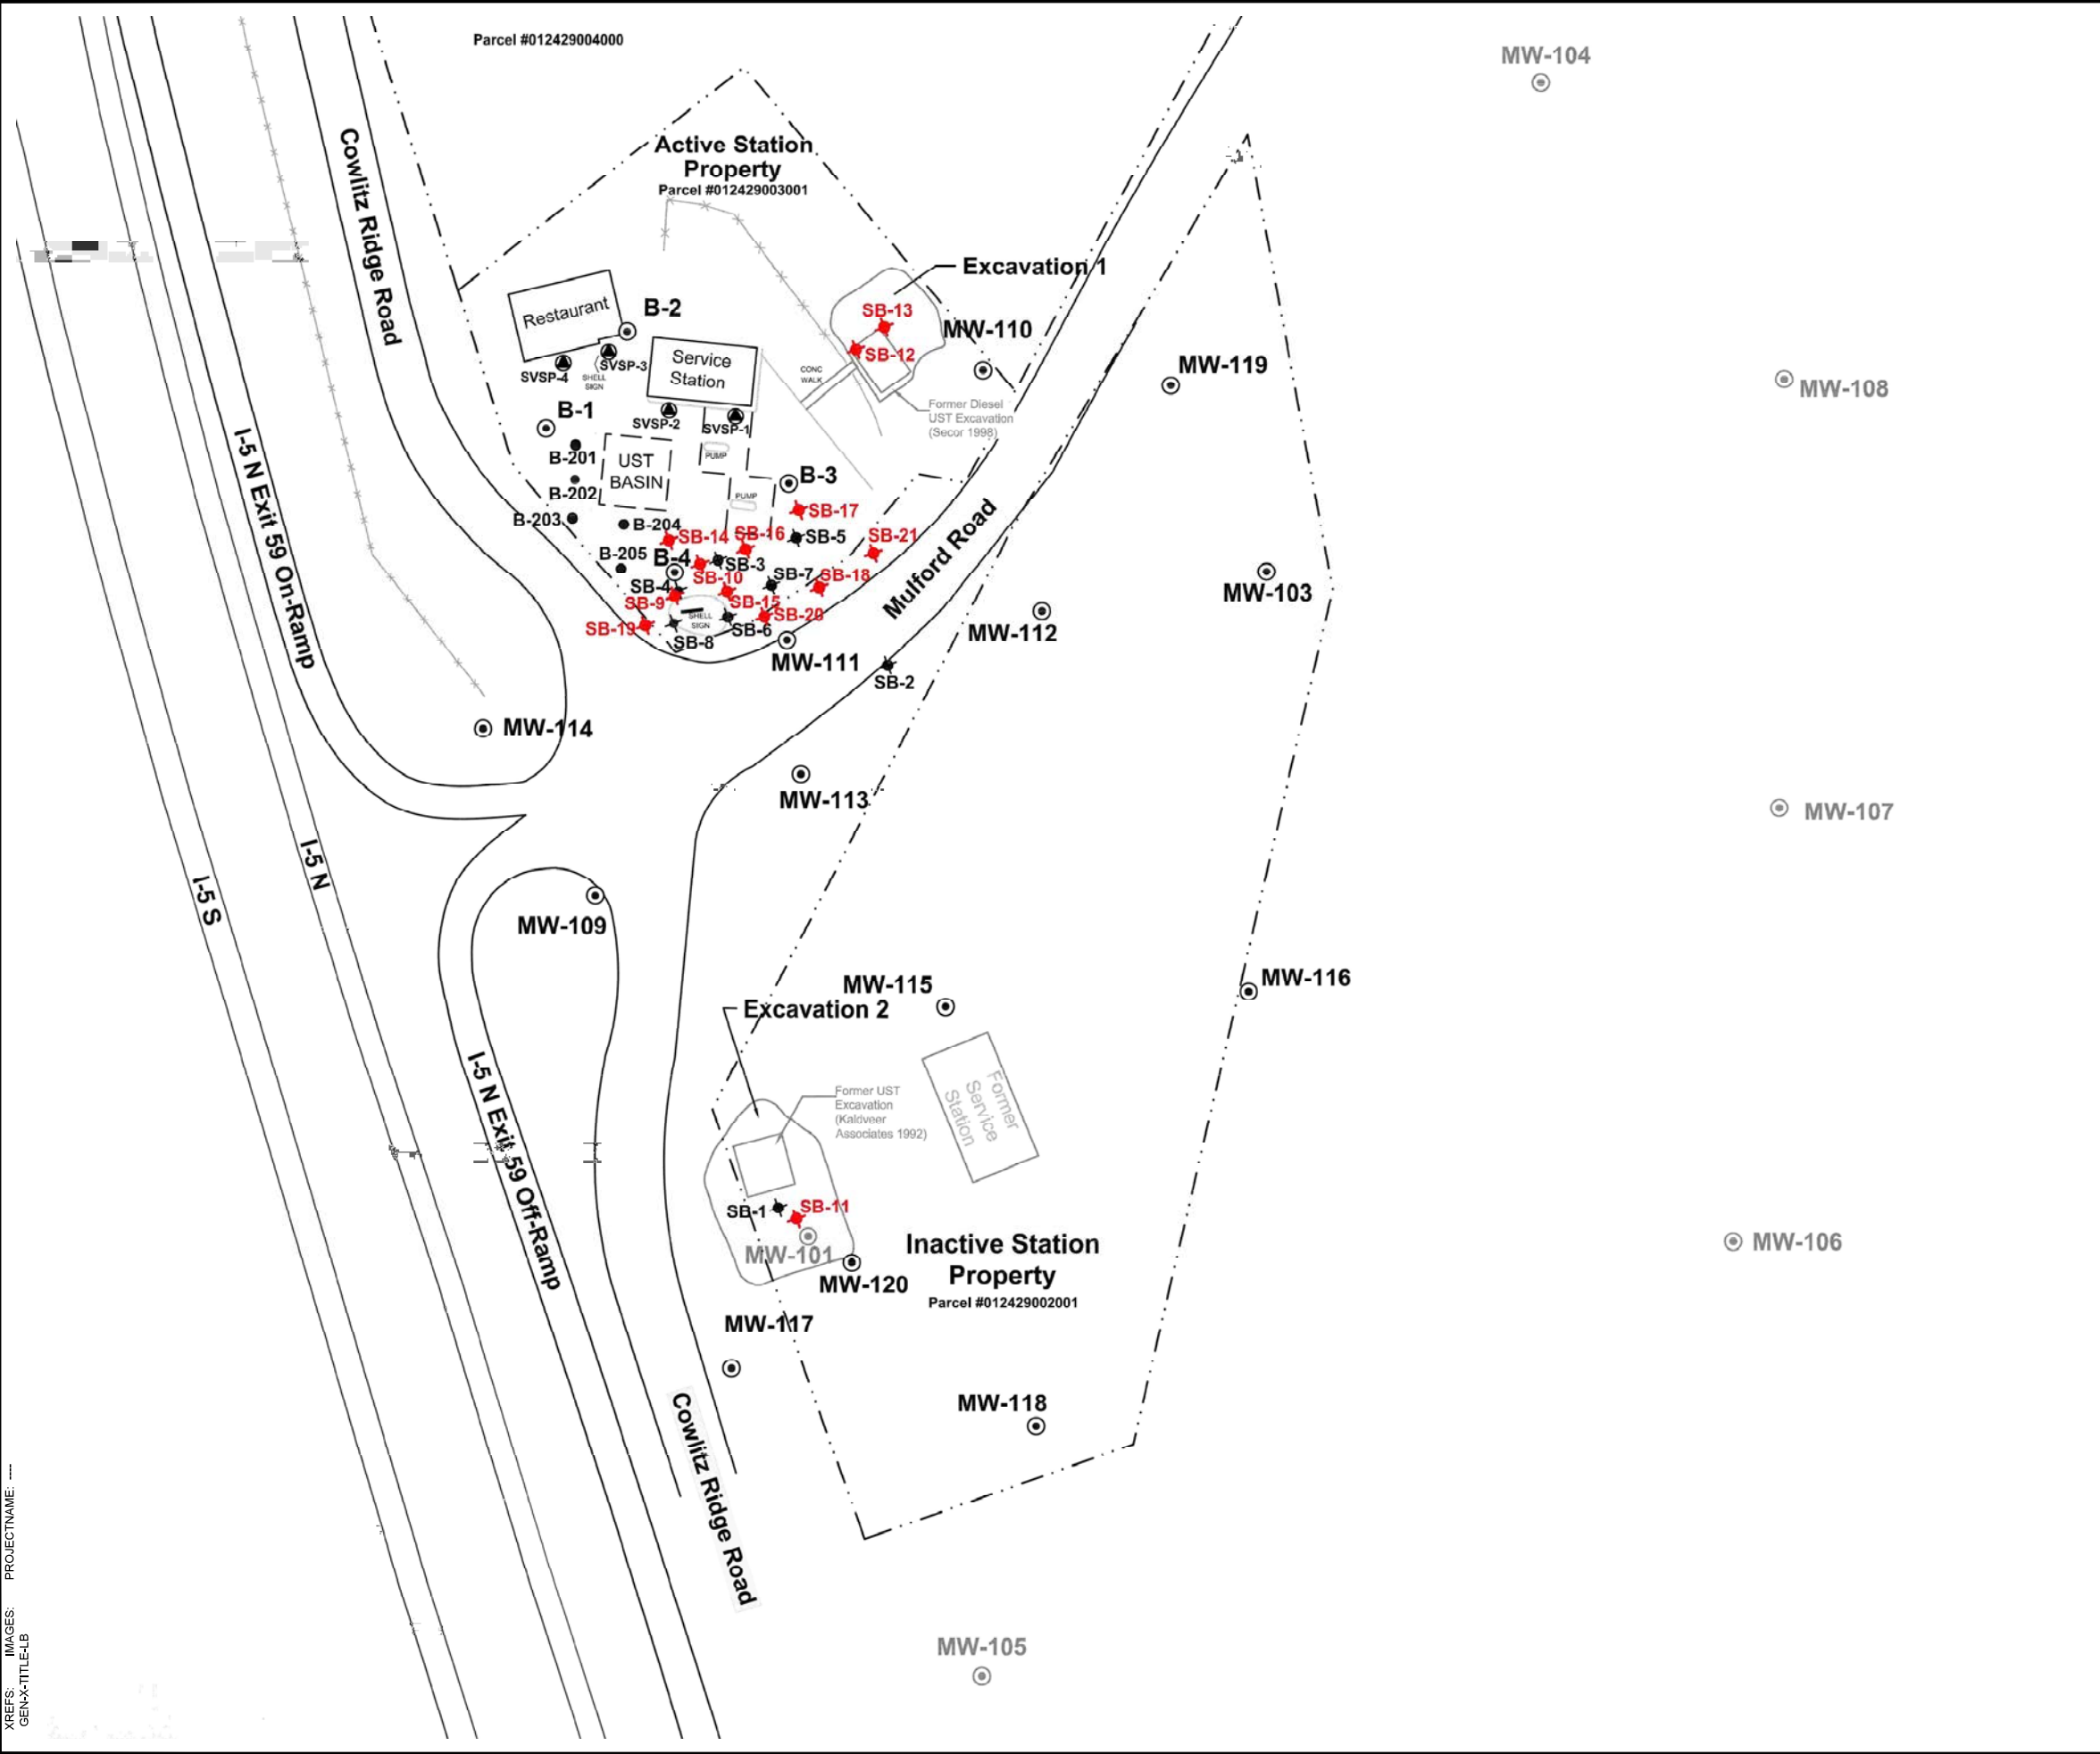 Parcel #012429004000
MW-104
Active Station
Property
Parcel #012429003001
Cowlitz Ridge Road
Excavation 1
Restaurant
B-2
SB-13
MW-110
SB-12
Service
Station
SVSP-3
SVSP-4
SHELL
SIGN
CONC
WALK
MW-119
MW-108
Former Diesel
UST Excavation
(Secor 1998)
B-1
SVSP-2
SVSP-1
B-201
UST
BASIN
PUMP
B-3
B-202
PUMP
SB-17
I-5 N Exit 59 On-Ramp
B-203
B-204
SB-14
SB-16
SB-5
SB-21
Mulford Road
B-205
B-4
SB-3
SB-10
SB-7
SB-18
SB-4
SB-9
SB-15
SHELL
SIGN
SB-20
SB-19
SB-6
SB-8
MW-103
MW-112
MW-111
SB-2
MW-114
MW-113
MW-107
I-5 N
I-5 S
MW-109
MW-115
MW-116
Excavation 2
Former UST
Excavation
(Kaldveer
Associates 1992)
Former
Service
Station
I-5 N Exit 59 Off-Ramp
SB-1
SB-11
MW-101
MW-120
Inactive Station
Property
Parcel #012429002001
MW-106
MW-117
MW-118
Cowlitz Ridge Road
MW-105
XREFS: IMAGES: PROJECTNAME: ----
GEN-X-TITLE-LB